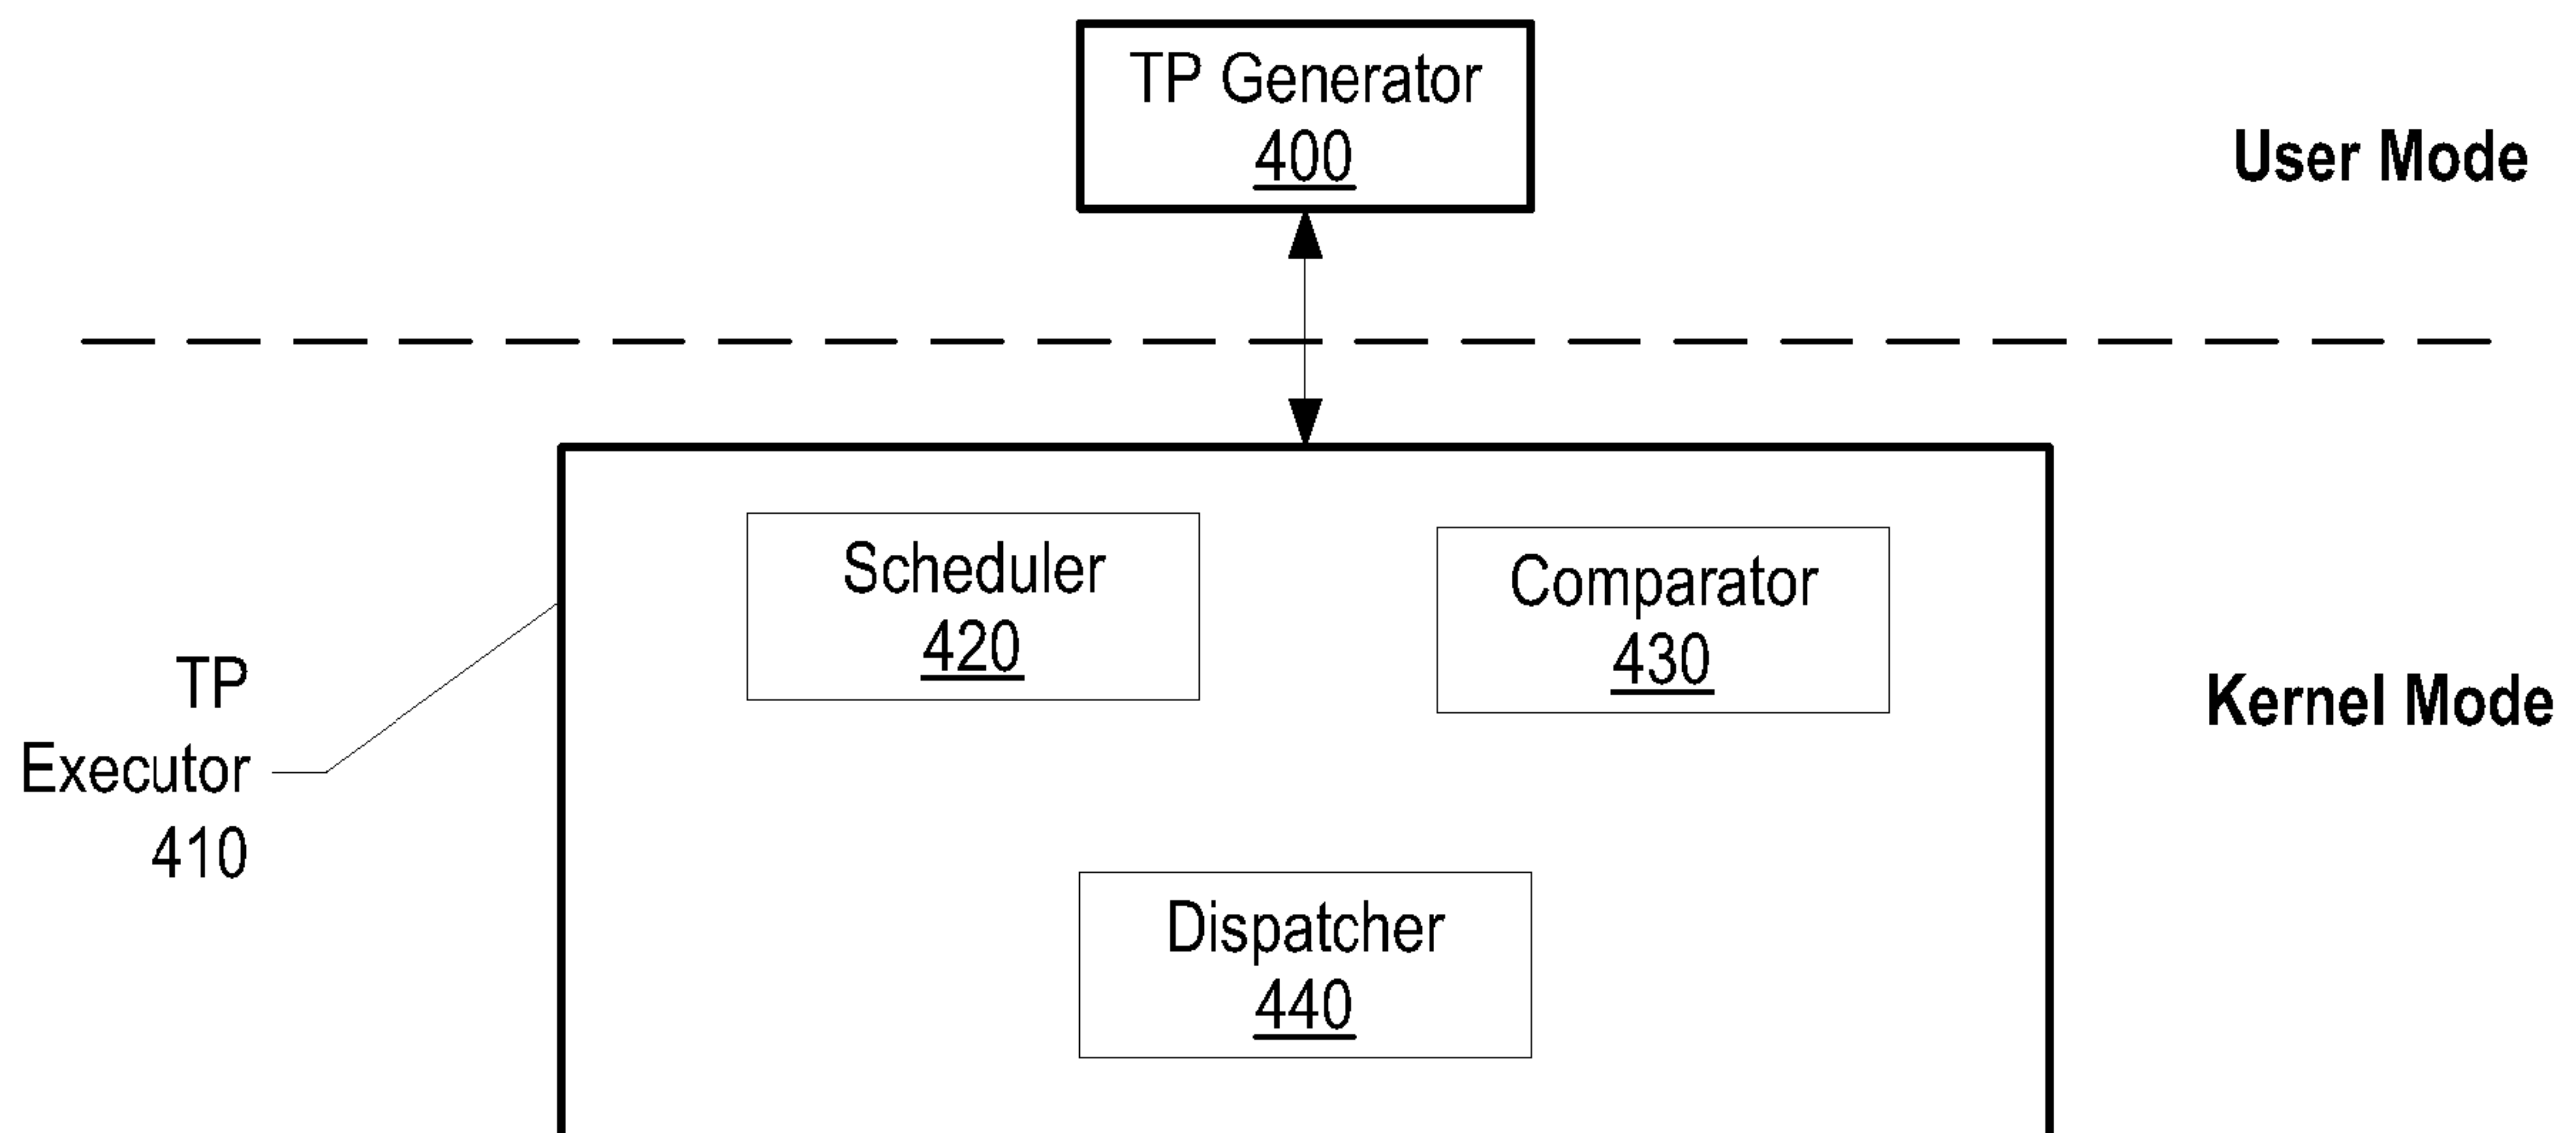 TP Generator
400
User Mode
Scheduler
420
Comparator
430
TP
Executor
410
Kernel Mode
Dispatcher
440